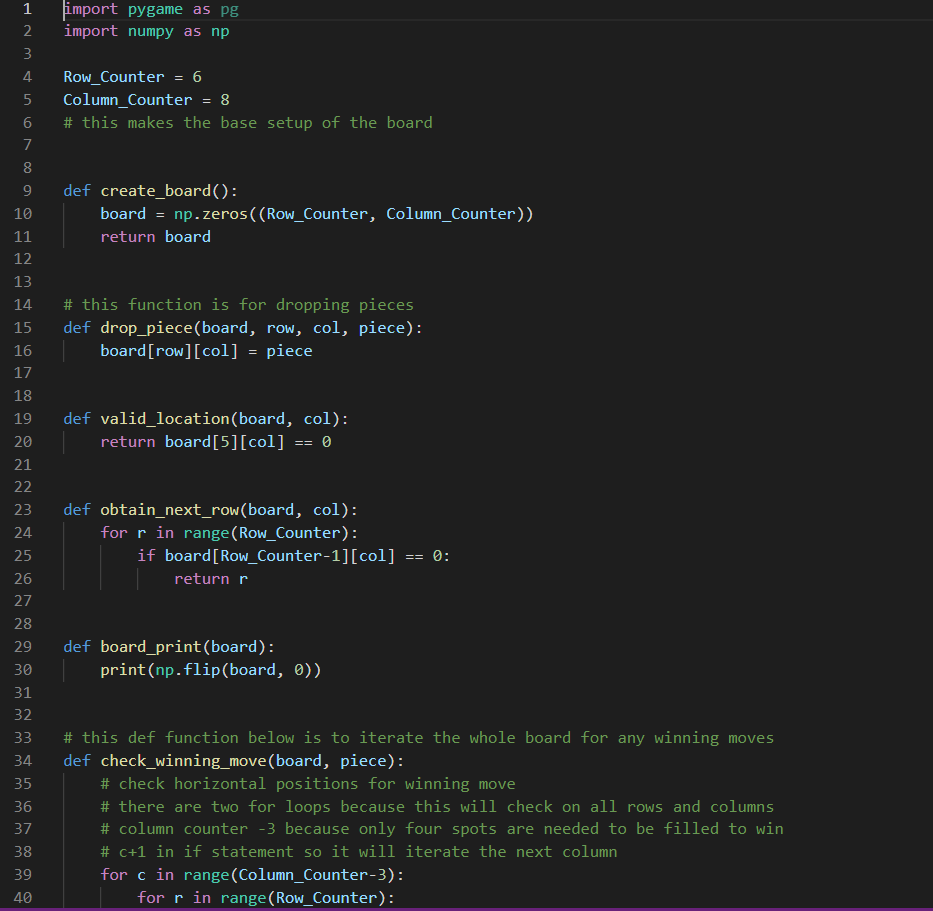 1 import pygame as pg
2 import numpy as np
3
4 Row_Counter = 6
5 Column_Counter = 8
6 # this makes the base setup of the board
7
8
9 def create_board():
10     board = np.zeros((Row_Counter, Column_Counter))
11     return board
12
13
14 # this function is for dropping pieces
15 def drop_piece(board, row, col, piece):
16     board[row][col] = piece
17
18
19 def valid_location(board, col):
20     return board[5][col] == 0
21
22
23 def obtain_next_row(board, col):
24     for r in range(Row_Counter):
25         if board[Row_Counter-1][col] == 0:
26             return r
27
28
29 def board_print(board):
30     print(np.flip(board, 0))
31
32
33 # this def function below is to iterate the whole board for any winning moves
34 def check_winning_move(board, piece):
35     # check horizontal positions for winning move
36     # there are two for loops because this will check on all rows and columns
37     # column counter -3 because only four spots are needed to be filled to win
38     # c+1 in if statement so it will iterate the next column
39     for c in range(Column_Counter-3):
40         for r in range(Row_Counter):